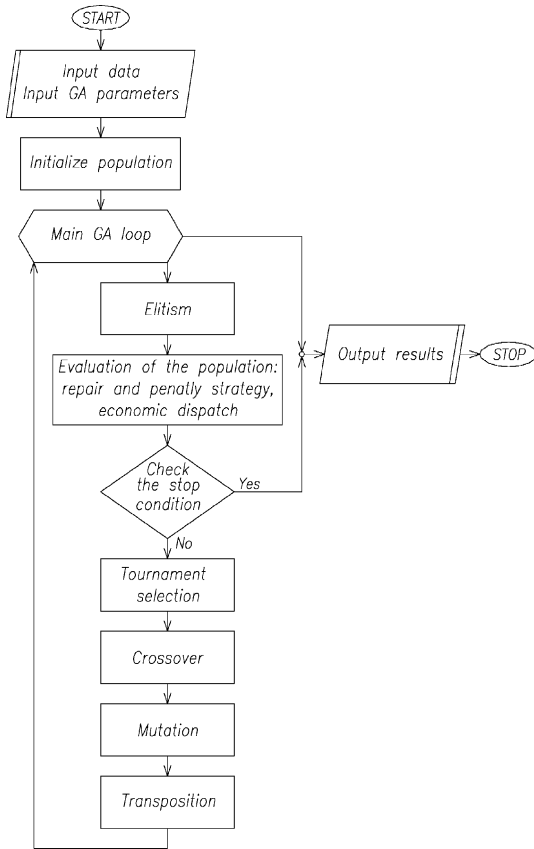 START
Input data
Input GA parameters
Initialize population
Main GA loop
Elitism
Evaluation of the population:
repair and penally strategy,
economic dispatch
Output results
STOP
Check
the stop
condition
Yes
No
Tournament
selection
Crossover
Mutation
Transposition